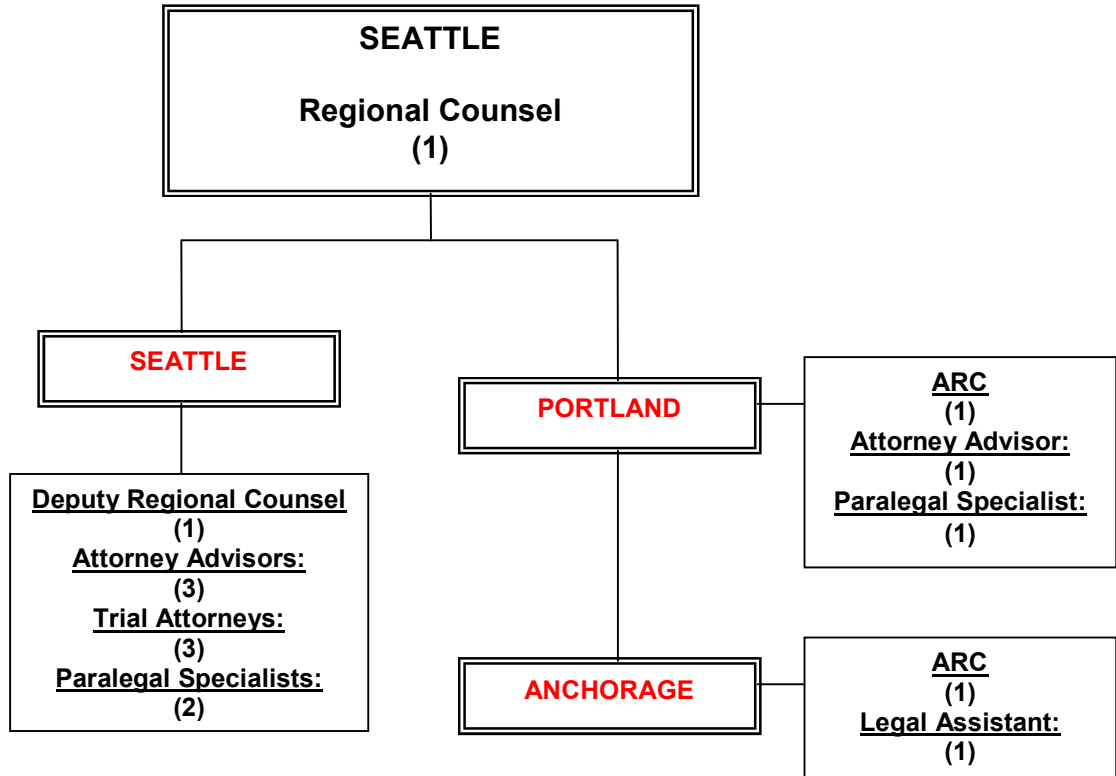 SEATTLE
Regional Counsel
(1)
SEATTLE
Deputy Regional Counsel
(1)
Attorney Advisors:
(3)
Trial Attorneys:
(3)
Paralegal Specialists:
(2)
PORTLAND
ARC
(1)
Attorney Advisor:
(1)
Paralegal Specialist:
(1)
ANCHORAGE
ARC
(1)
Legal Assistant:
(1)